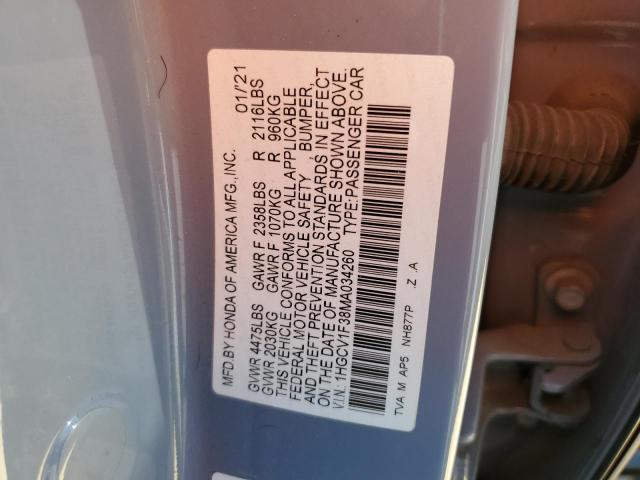 MFD.BY HONDA OF AMERICA MFG.,INC. 01/'21
GVWR 4475LBS GAWR F 2358LBS R 2116LBS
GVWR 2030KG GAWR F 1070KG R 960KG
THIS VEHICLE CONFORMS TO ALL APPLICABLE
FEDERAL MOTOR VEHICLE SAFETY , BUMPER,
AND THEFT PREVENTION STANDARDS IN EFFECT
ON THE DATE OF MANUFACTURE SHOWN ABOVE.
V.I.N.:1HGCV1F38MA034260 TYPE:PASSENGER CAR
TVA M AP5 NH877P .Z .A